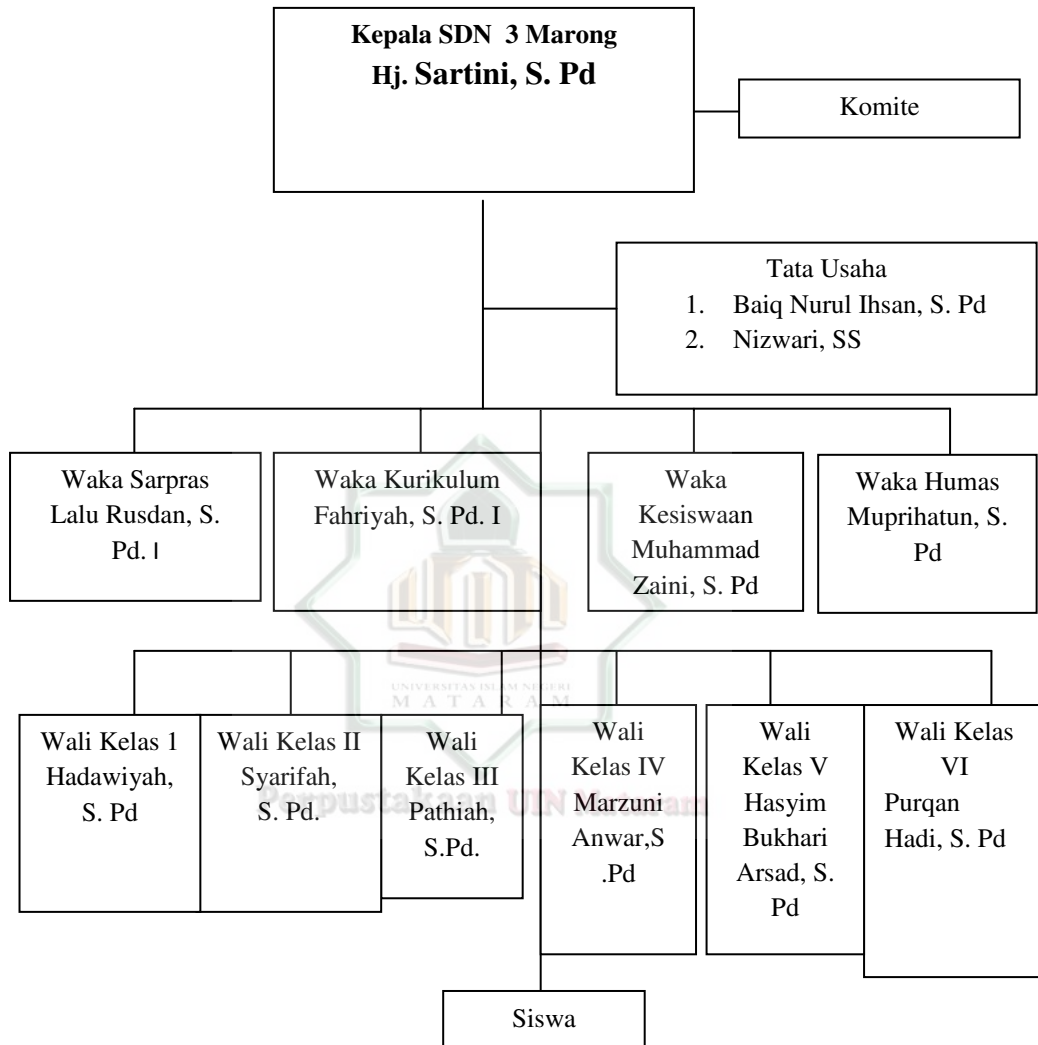 Kepala SDN 3 Marong
Hj. Sartini, S. Pd
Komite
Tata Usaha
1. Baiq Nurul Ihsan, S. Pd
2. Nizwari, SS
Waka Sarpras
Lalu Rusdan, S.
Pd. I
Waka Kurikulum
Fahriyah, S. Pd. I
Waka
Kesiswaan
Muhammad
Zaini, S. Pd
Waka Humas
Muprihatun, S.
Pd
UNIVERSITAS ISLAM NEGERI
MATARAM
Wali Kelas 1
Hadawiyah,
S. Pd
Wali Kelas II
Syarifah,
S. Pd.
Wali
Kelas III
Pathiah,
S.Pd.
Wali
Kelas IV
Marzuni
Anwar,S
.Pd
Wali
Kelas V
Hasyim
Bukhari
Arsad, S.
Pd
Wali Kelas
VI
Purqan
Hadi, S. Pd
Perpustakaan UIN Mataram
Siswa